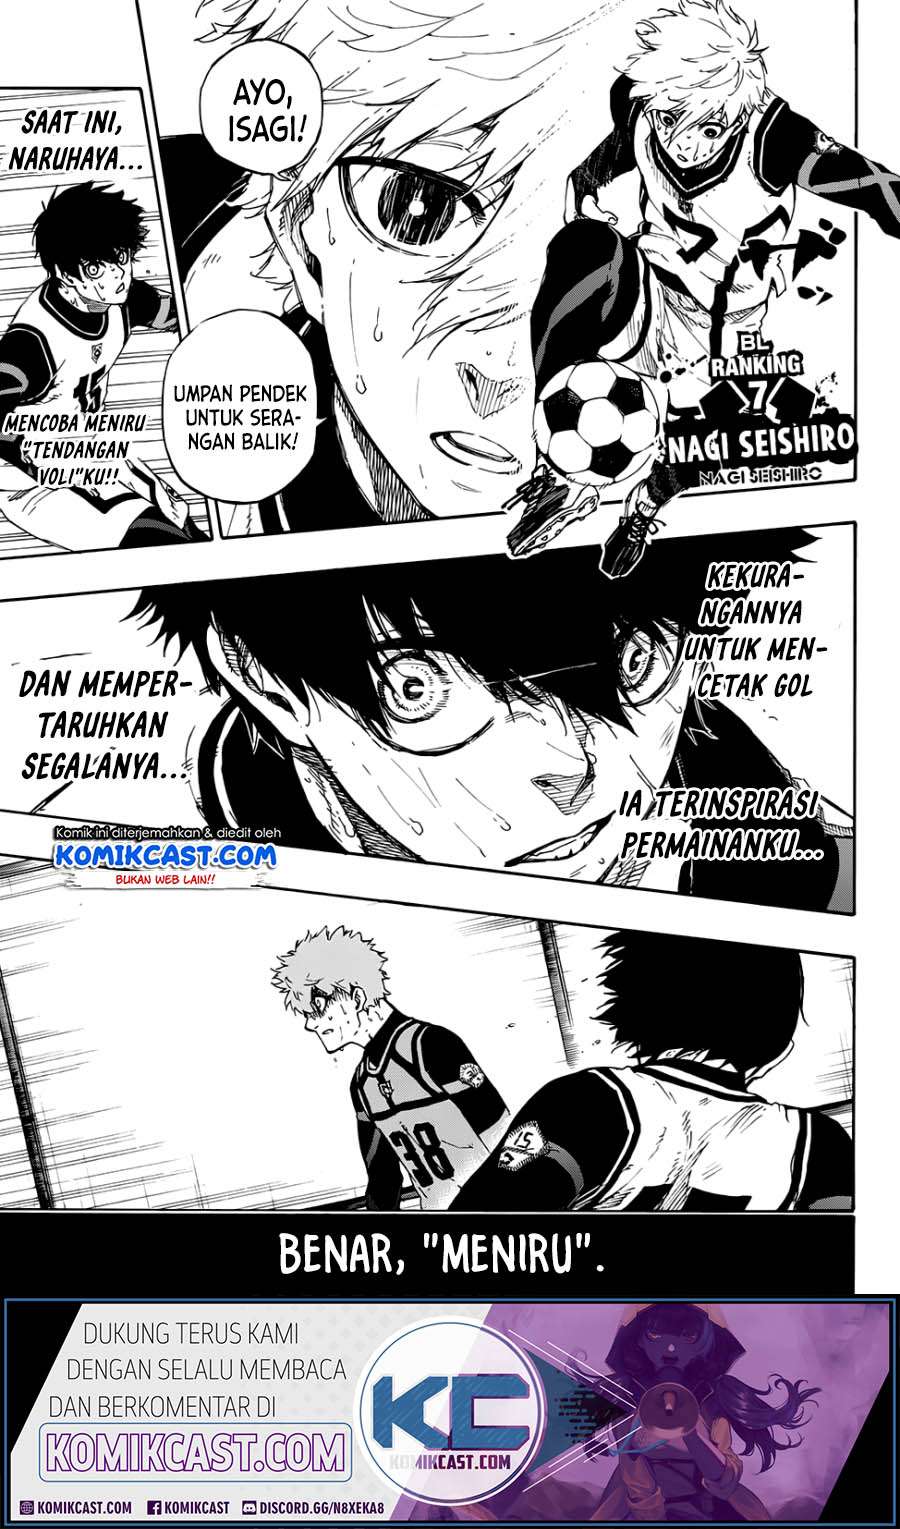 AYO,
ISAGI!
UMPAN PENDEK
UNTUK SERA-
NGAN BALIK!
BL
RANKING
7
NAGI SEISHIRO
NAGI SEISHIRO
SAAT INI,
NARUHAYA...
15
MENCOBA MENIRU
"TENDANGAN
VOLI"KU!!
KEKURA-
NGANNYA
UNTUK MEN-
CETAK GOL
IA TERINSPIRASI
PERMAINANKU...
DAN MEMPER-
TARUHKAN
SEGALANYA...
Komik ini diterjemahkan & diedit oleh
KOMIKCAST.COM
BUKAN WEB LAIN!!
38
15
BENAR, "MENIRU".
DUKUNG TERUS KAMI
DENGAN SELALU MEMBACA
DAN BERKOMENTAR DI
KOMIKCAST.COM
KC
KOMIKCAST.COM
KOMIKCAST.COM
KOMIKCAST
DISCORD.GG/N8XEKA8